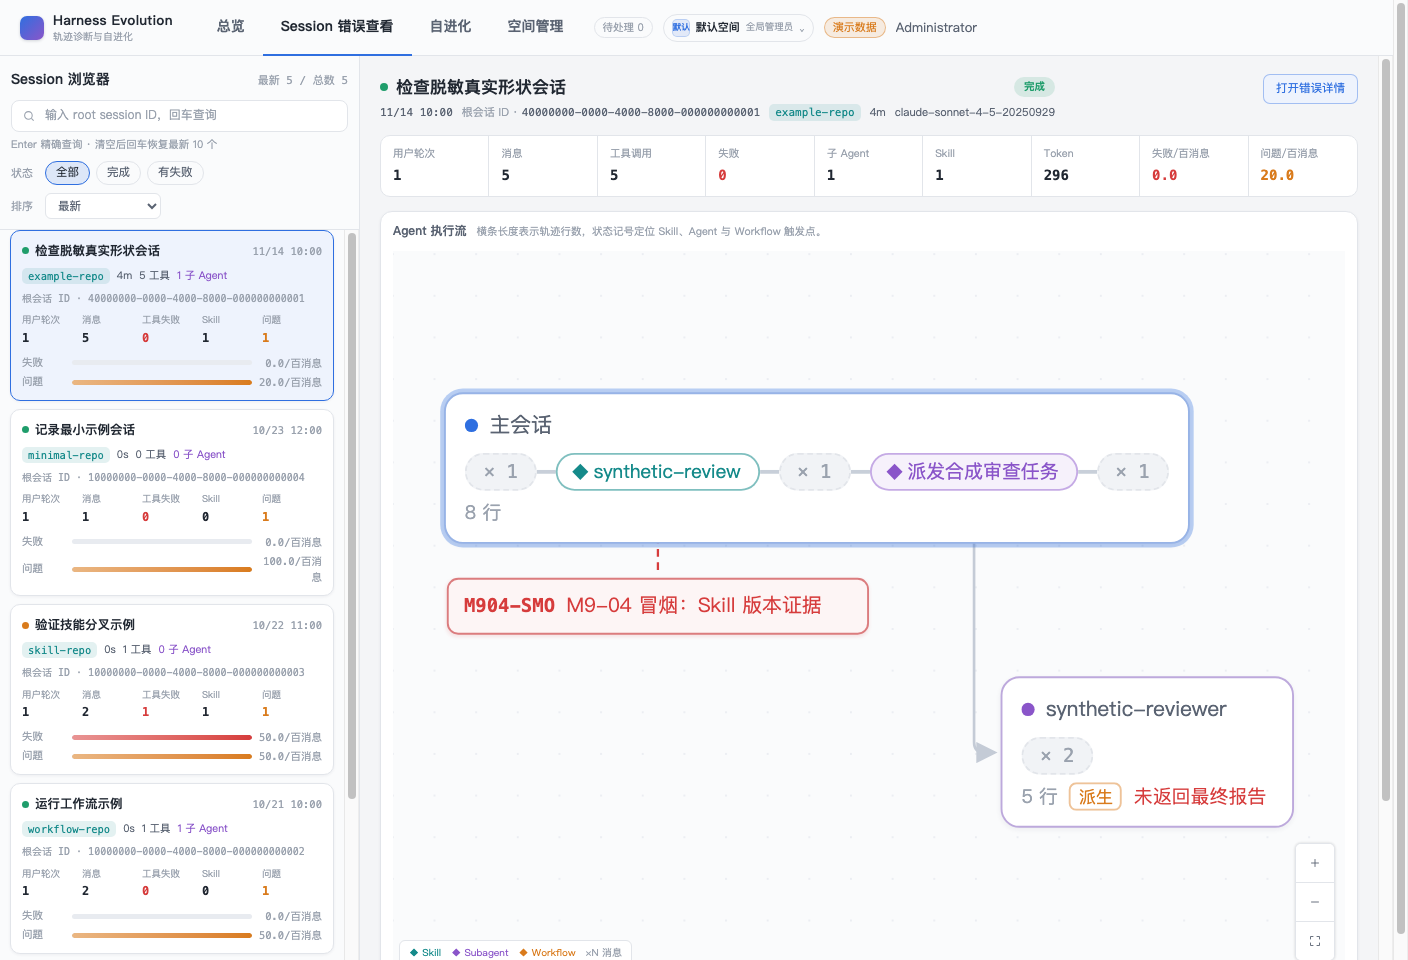 Harness Evolution
轨迹诊断与自进化
总览
Session 错误查看
自进化
空间管理
待处理 0
默认 默认空间 全局管理员
演示数据
Administrator
Session 浏览器
最新 5 / 总数 5
输入 root session ID，回车查询
Enter 精确查询 · 清空后回车恢复最新 10 个
状态 全部 完成 有失败
排序 最新
检查脱敏真实形状会话 11/14 10:00
example-repo 4m 5 工具 1 子 Agent
根会话 ID · 40000000-0000-4000-8000-000000000001
用户轮次 消息 工具失败 Skill 问题
1 5 0 1 1
失败 0.0/百消息
问题 20.0/百消息
记录最小示例会话 10/23 12:00
minimal-repo 0s 0 工具 0 子 Agent
根会话 ID · 10000000-0000-4000-8000-000000000004
用户轮次 消息 工具失败 Skill 问题
1 1 0 0 1
失败 0.0/百消息
问题 100.0/百消息
验证技能分叉示例 10/22 11:00
skill-repo 0s 1 工具 0 子 Agent
根会话 ID · 10000000-0000-4000-8000-000000000003
用户轮次 消息 工具失败 Skill 问题
1 2 1 1 1
失败 50.0/百消息
问题 50.0/百消息
运行工作流示例 10/21 10:00
workflow-repo 0s 1 工具 1 子 Agent
根会话 ID · 10000000-0000-4000-8000-000000000002
用户轮次 消息 工具失败 Skill 问题
1 2 0 0 1
失败 0.0/百消息
问题 50.0/百消息
检查脱敏真实形状会话 完成
打开错误详情
11/14 10:00 根会话 ID · 40000000-0000-4000-8000-000000000001 example-repo 4m claude-sonnet-4-5-20250929
用户轮次 消息 工具调用 失败 子 Agent Skill Token 失败/百消息 问题/百消息
1 5 5 0 1 1 296 0.0 20.0
Agent 执行流 横条长度表示轨迹行数，状态记号定位 Skill、Agent 与 Workflow 触发点。
主会话
× 1 synthetic-review × 1 派发合成审查任务 × 1
8 行
M904-SMO M9-04 冒烟：Skill 版本证据
synthetic-reviewer
× 2
5 行 派生 未返回最终报告
+
−
Skill Subagent Workflow ×N 消息